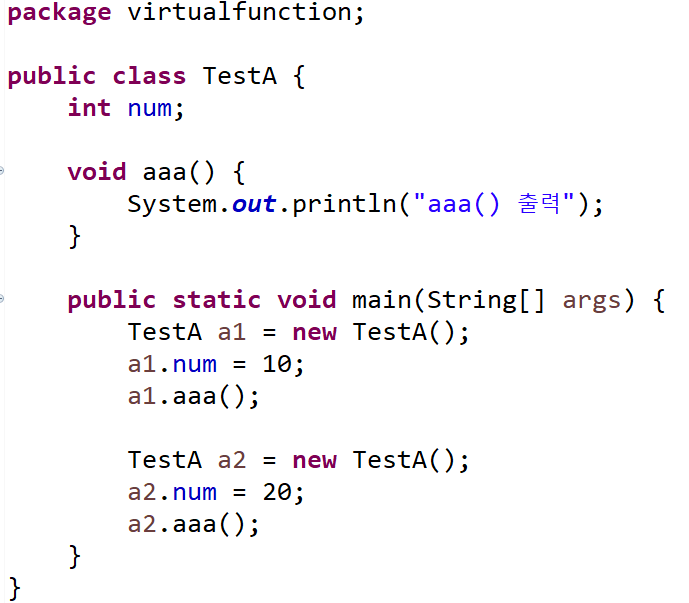 package virtualfunction;
public class TestA {
int num;
void aaa() {
System.out.println("aaa() 출력");
}
public static void main(String[] args) {
TestA a1 = new TestA();
a1.num = 10;
a1.aaa();
TestA a2 = new TestA();
a2.num = 20;
a2.aaa();
}
}